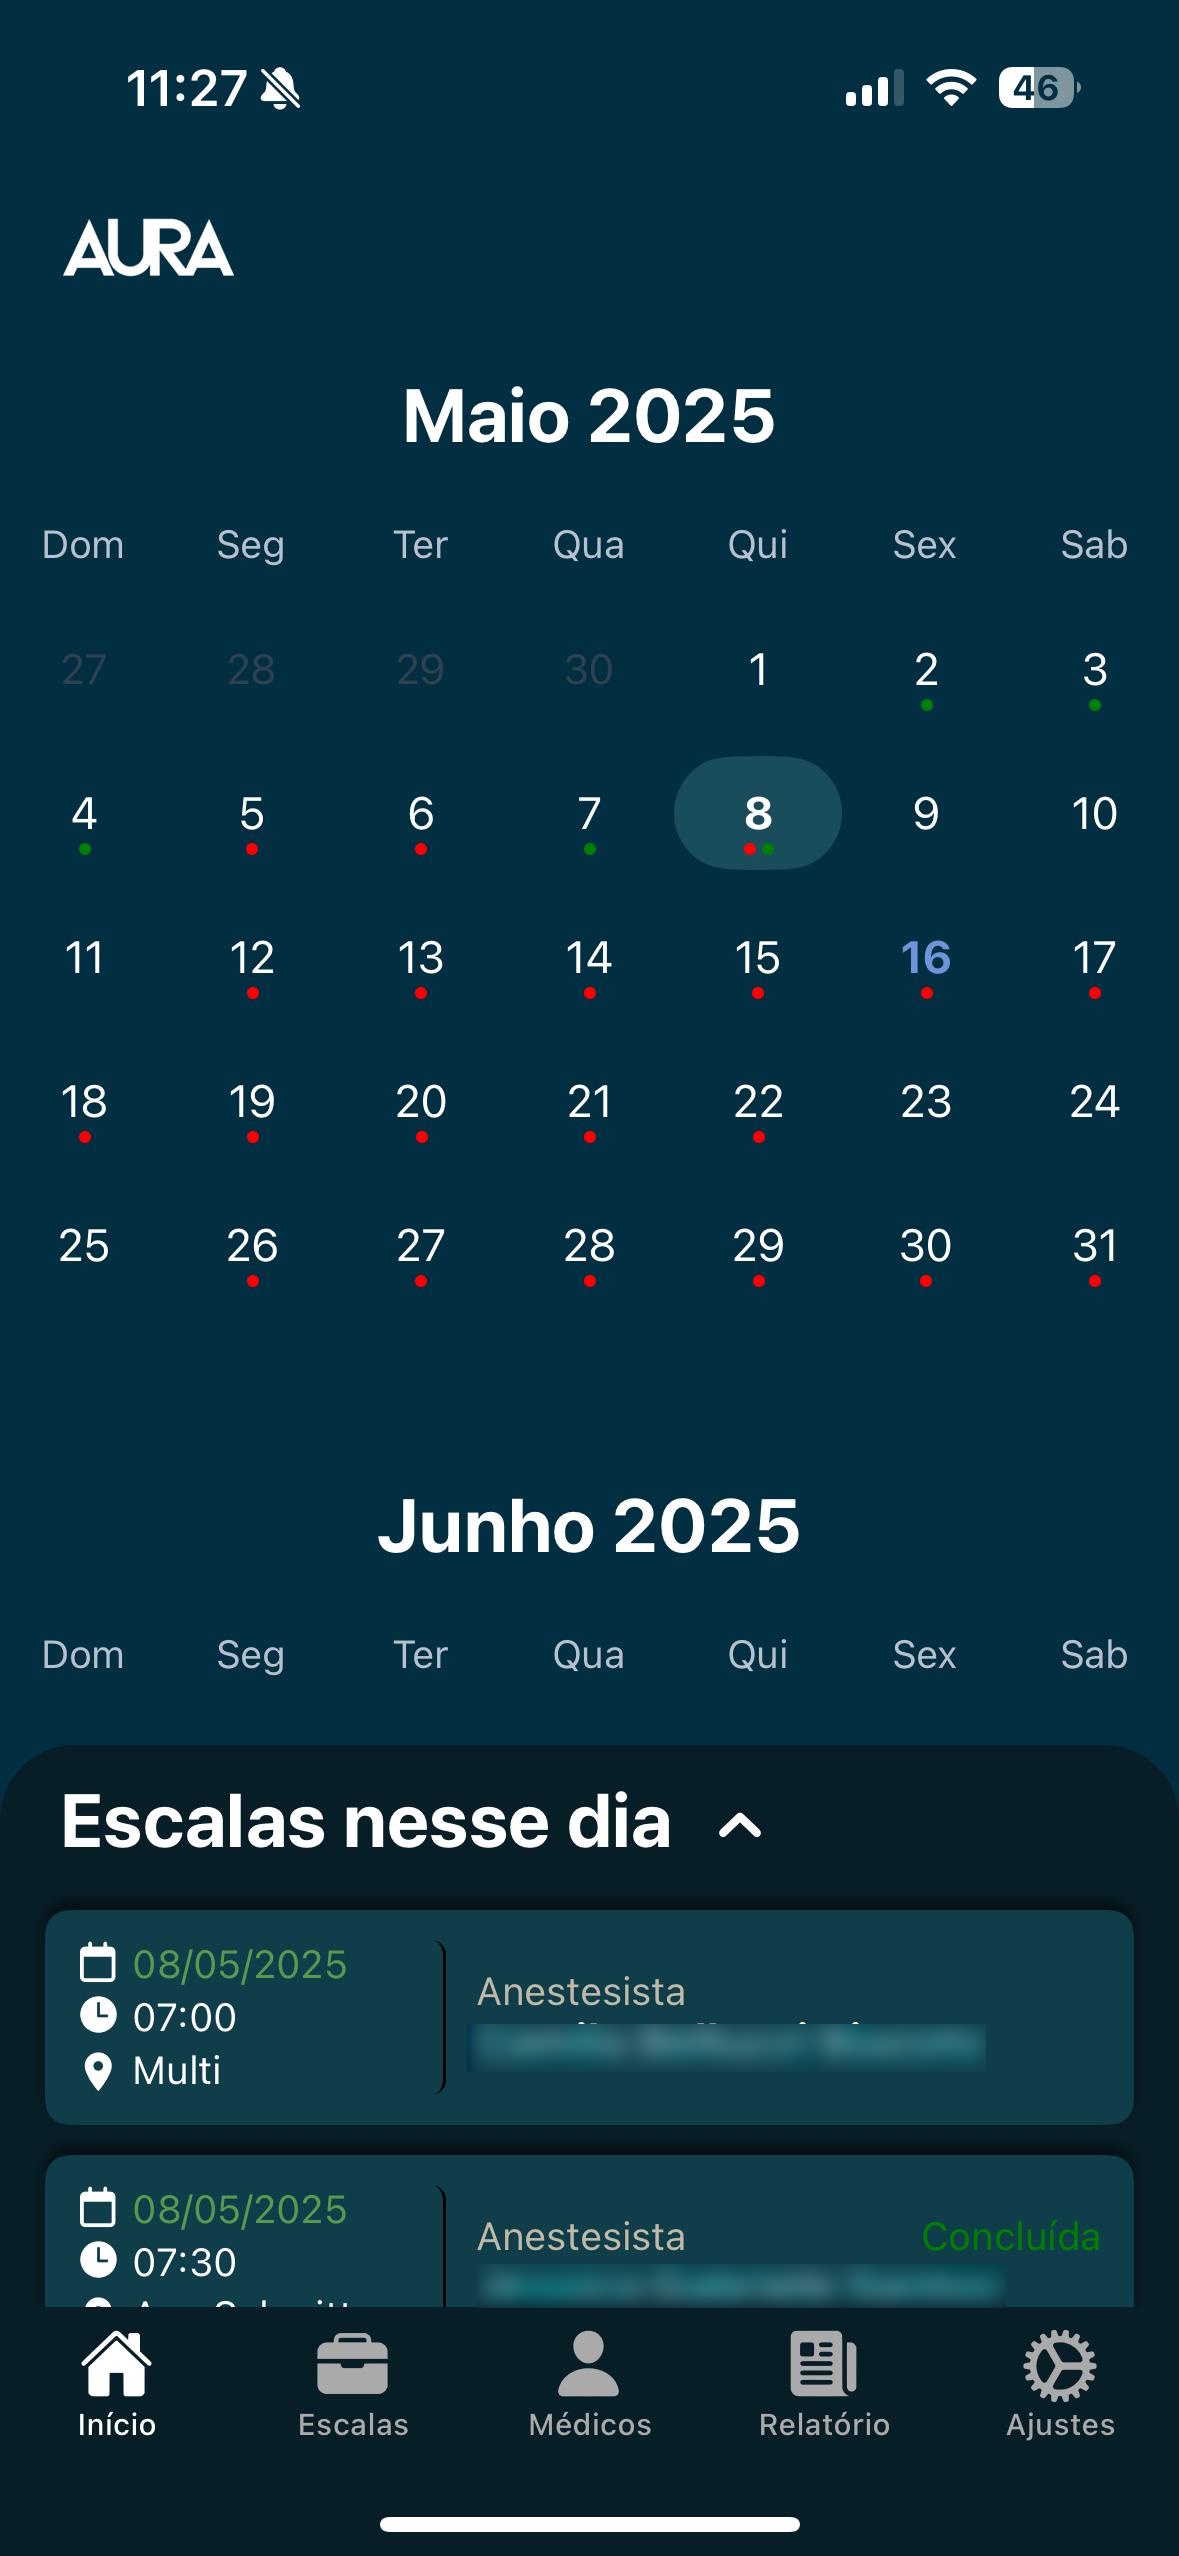 11:27
46
AURA
Maio 2025
Dom Seg Ter Qua Qui Sex Sab
27 28 29 30 1 2 3
4 5 6 7 8 9 10
11 12 13 14 15 16 17
18 19 20 21 22 23 24
25 26 27 28 29 30 31
Junho 2025
Dom Seg Ter Qua Qui Sex Sab
Escalas nesse dia
08/05/2025
07:00
Multi
Anestesista
08/05/2025
07:30
Anestesista
Concluída
Início Escalas Médicos Relatório Ajustes